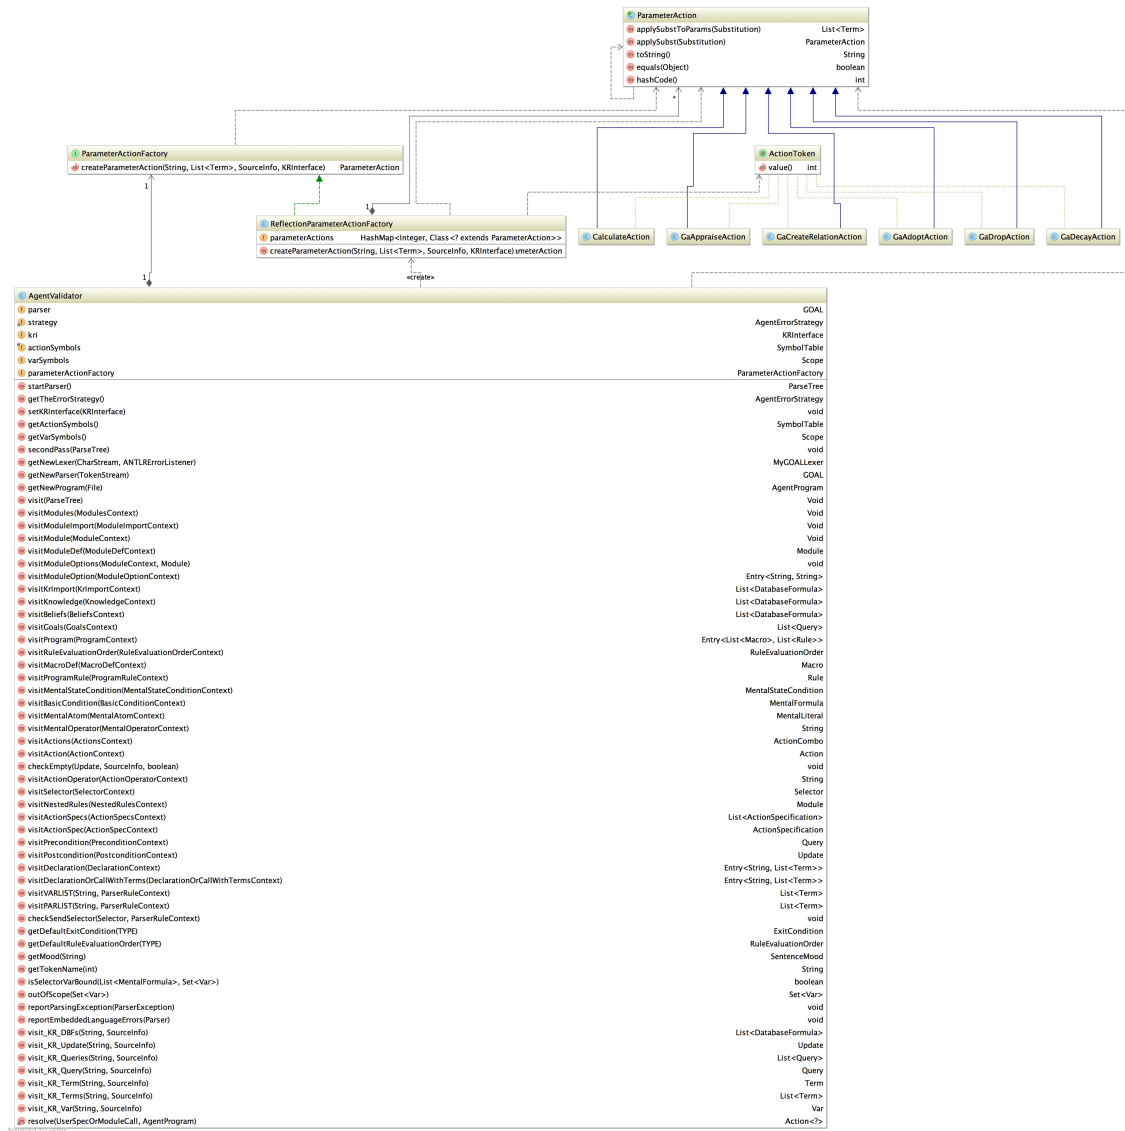 ParameterAction
applySubstToParams(Substitution) List<Term>
applySubst(Substitution) ParameterAction
toString() String
equals(Object) boolean
hashCode() int
*
ParameterActionFactory
createParameterAction(String, List<Term>, SourceInfo, KRInterface) ParameterAction
ActionToken
value() int
1
1
ReflectionParameterActionFactory
parameterActions HashMap<Integer, Class<? extends ParameterAction>>
createParameterAction(String, List<Term>, SourceInfo, KRInterface) imeterAction
CalculateAction
GaAppraiseAction
GaCreateRelationAction
GaAdoptAction
GaDropAction
GaDecayAction
1
«create»
AgentValidator
parser GOAL
strategy AgentErrorStrategy
kri KRInterface
actionSymbols SymbolTable
varSymbols Scope
parameterActionFactory ParameterActionFactory
startParser() ParseTree
getTheErrorStrategy() AgentErrorStrategy
setKRInterface(KRInterface) void
getActionSymbols() SymbolTable
getVarSymbols() Scope
secondPass(ParseTree) void
getNewLexer(CharStream, ANTLRErrorListener) MyGOALLexer
getNewParser(TokenStream) GOAL
getNewProgram(File) AgentProgram
visit(ParseTree) Void
visitModules(ModulesContext) Void
visitModuleImport(ModuleImportContext) Void
visitModule(ModuleContext) Void
visitModuleDef(ModuleDefContext) Module
visitModuleOptions(ModuleContext, Module) void
visitModuleOption(ModuleOptionContext) Entry<String, String>
visitKrImport(KrImportContext) List<DatabaseFormula>
visitKnowledge(KnowledgeContext) List<DatabaseFormula>
visitBeliefs(BeliefsContext) List<DatabaseFormula>
visitGoals(GoalsContext) List<Query>
visitProgram(ProgramContext) Entry<List<Macro>, List<Rule>>
visitRuleEvaluationOrder(RuleEvaluationOrderContext) RuleEvaluationOrder
visitMacroDef(MacroDefContext) Macro
visitProgramRule(ProgramRuleContext) Rule
visitMentalStateCondition(MentalStateConditionContext) MentalStateCondition
visitBasicCondition(BasicConditionContext) MentalFormula
visitMentalAtom(MentalAtomContext) MentalLiteral
visitMentalOperator(MentalOperatorContext) String
visitActions(ActionsContext) ActionCombo
visitAction(ActionContext) Action
checkEmpty(Update, SourceInfo, boolean) void
visitActionOperator(ActionOperatorContext) String
visitSelector(SelectorContext) Selector
visitNestedRules(NestedRulesContext) Module
visitActionSpecs(ActionSpecsContext) List<ActionSpecification>
visitActionSpec(ActionSpecContext) ActionSpecification
visitPrecondition(PreconditionContext) Query
visitPostcondition(PostconditionContext) Update
visitDeclaration(DeclarationContext) Entry<String, List<Term>>
visitDeclarationOrCallWithTerms(DeclarationOrCallWithTermsContext) Entry<String, List<Term>>
visitVARLIST(String, ParserRuleContext) List<Term>
visitPARLIST(String, ParserRuleContext) List<Term>
checkSendSelector(Selector, ParserRuleContext) void
getDefaultExitCondition(TYPE) ExitCondition
getDefaultRuleEvaluationOrder(TYPE) RuleEvaluationOrder
getMood(String) SentenceMood
getTokenName(int) String
isSelectorVarBound(List<MentalFormula>, Set<Var>) boolean
outOfScope(Set<Var>) Set<Var>
reportParsingException(ParserException) void
reportEmbeddedLanguageErrors(Parser) void
visit_KR_DBFs(String, SourceInfo) List<DatabaseFormula>
visit_KR_Update(String, SourceInfo) Update
visit_KR_Queries(String, SourceInfo) List<Query>
visit_KR_Query(String, SourceInfo) Query
visit_KR_Term(String, SourceInfo) Term
visit_KR_Terms(String, SourceInfo) List<Term>
visit_KR_Var(String, SourceInfo) Var
resolve(UserSpecOrModuleCall, AgentProgram) Action<?>